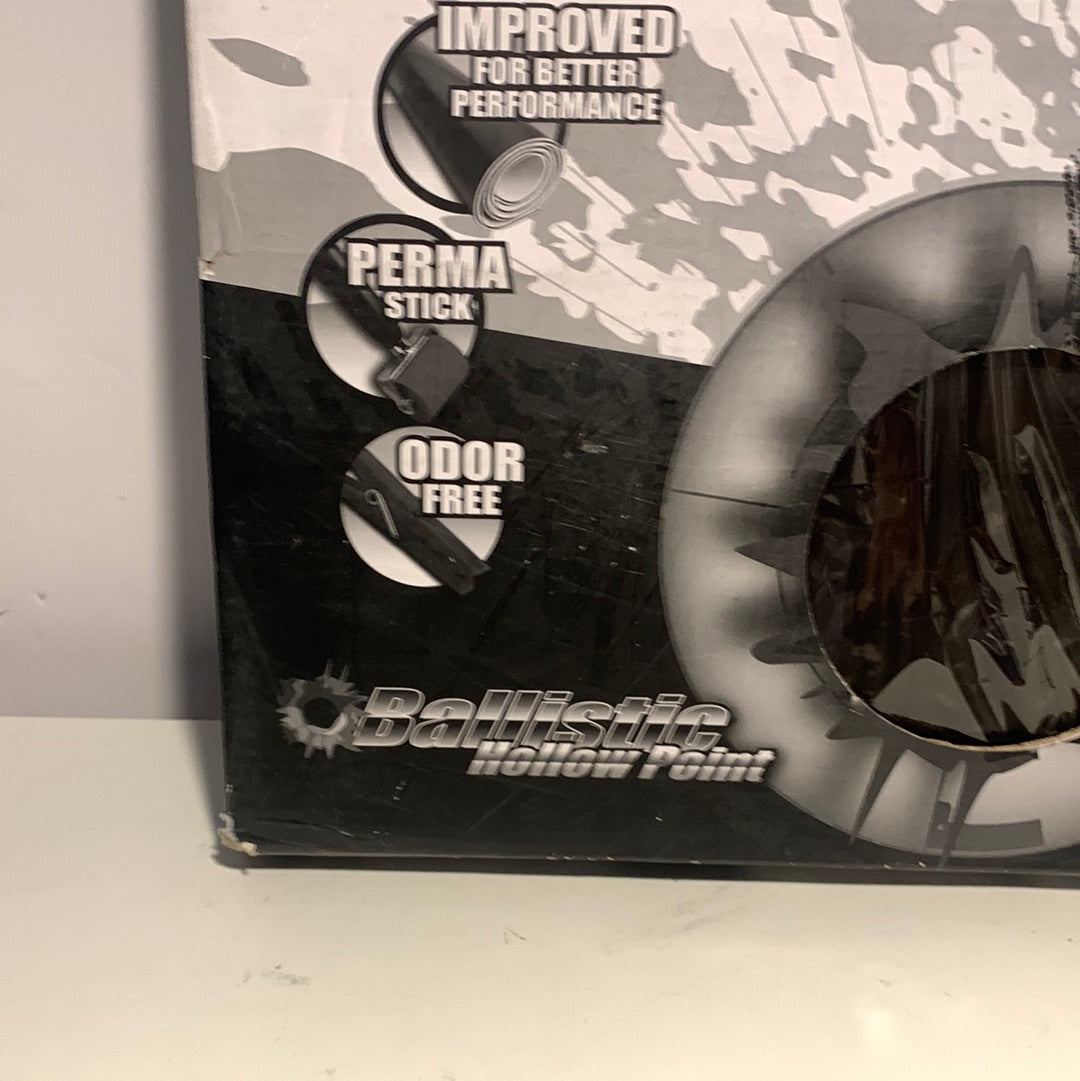 IMPROVED
FOR BETTER
PERFORMANCE
PERMA
STICK
ODOR
FREE
Ballistic
Hollow Point